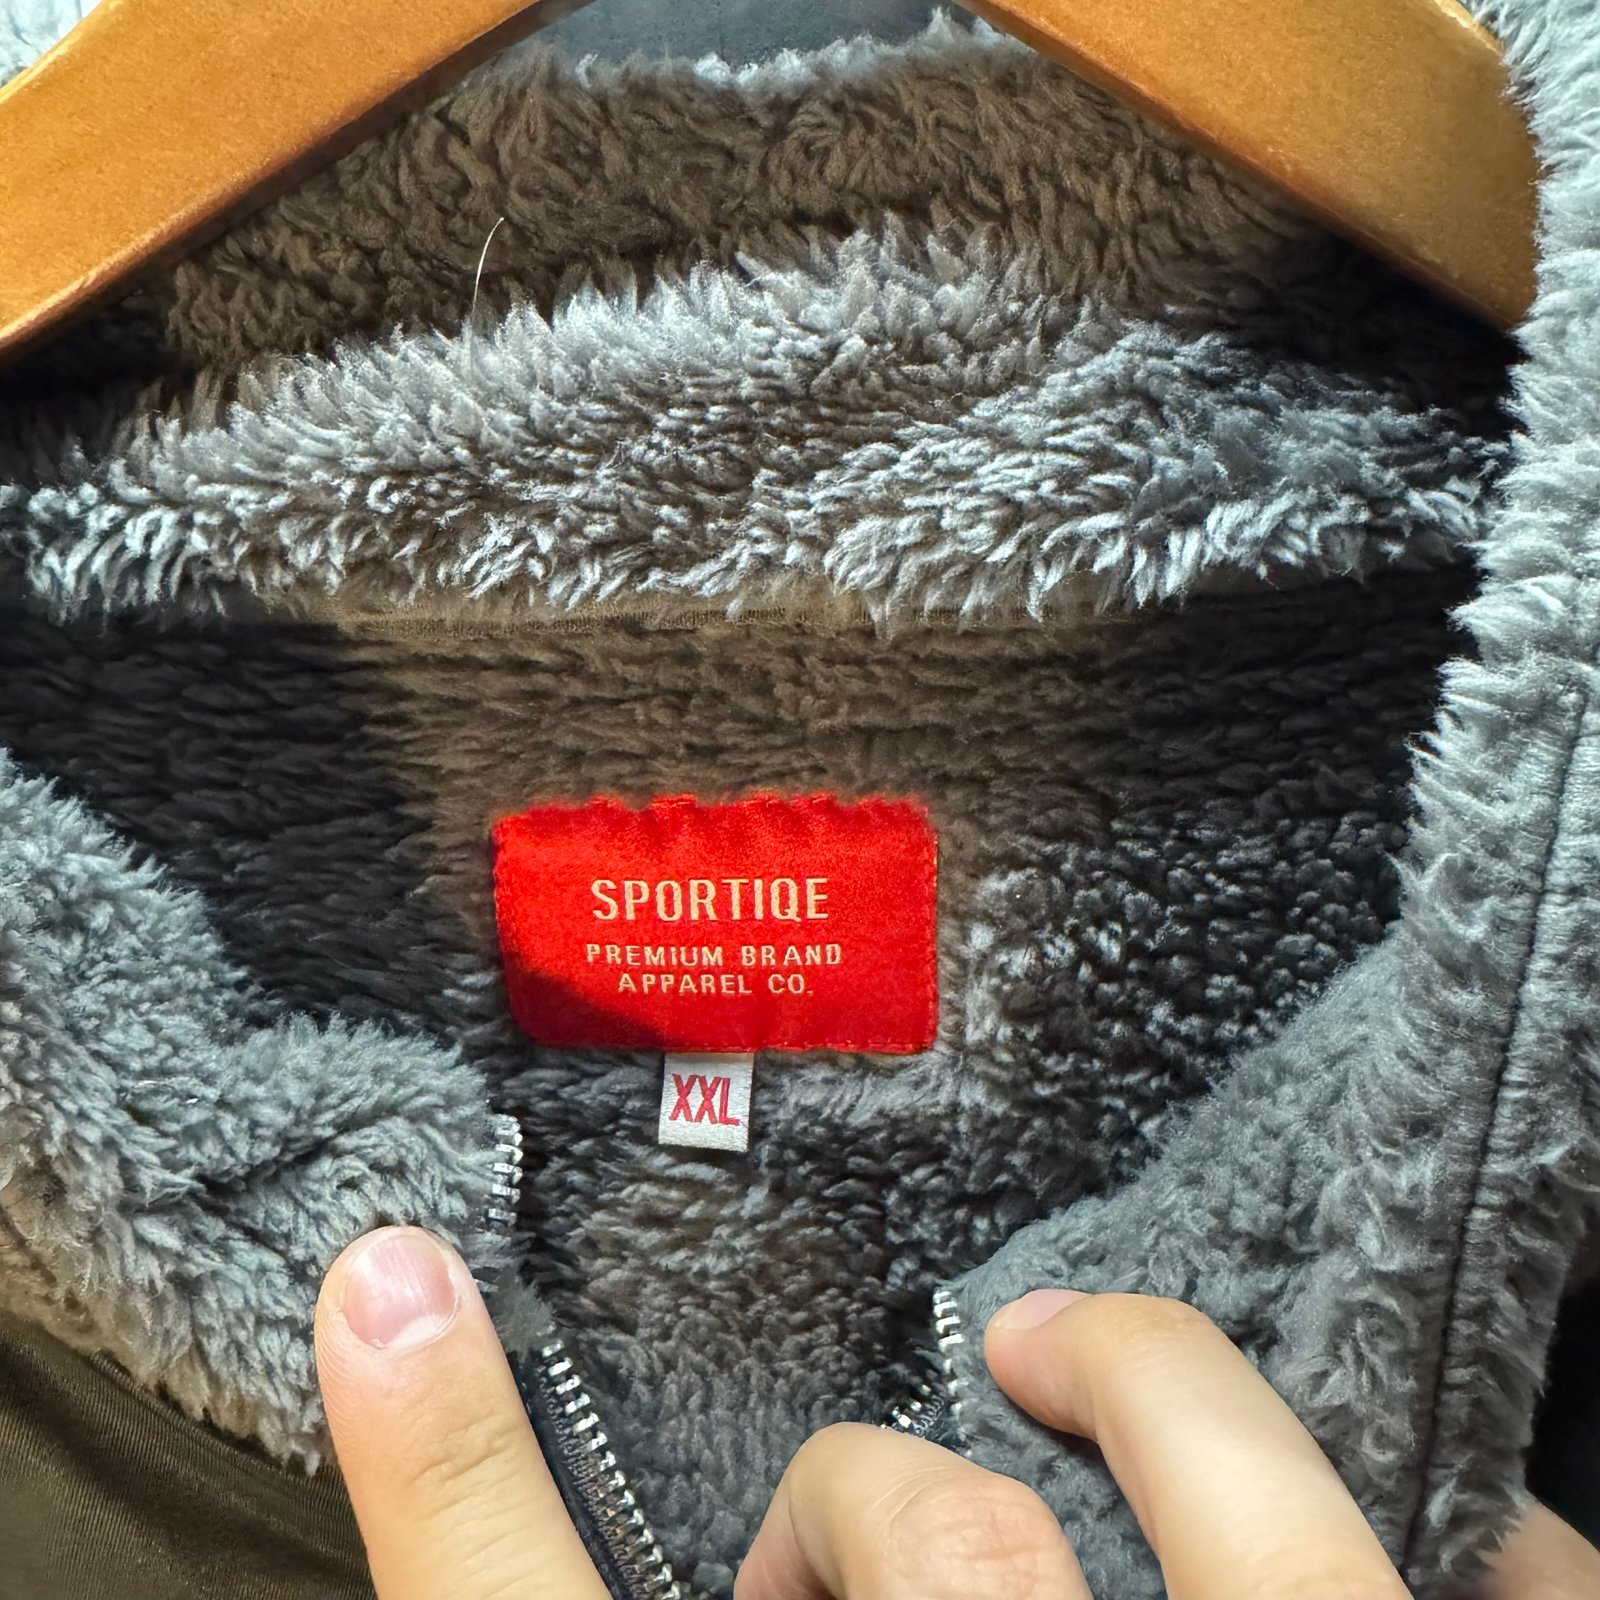 SPORTIQE
PREMIUM BRAND
APPAREL CO.
XXL